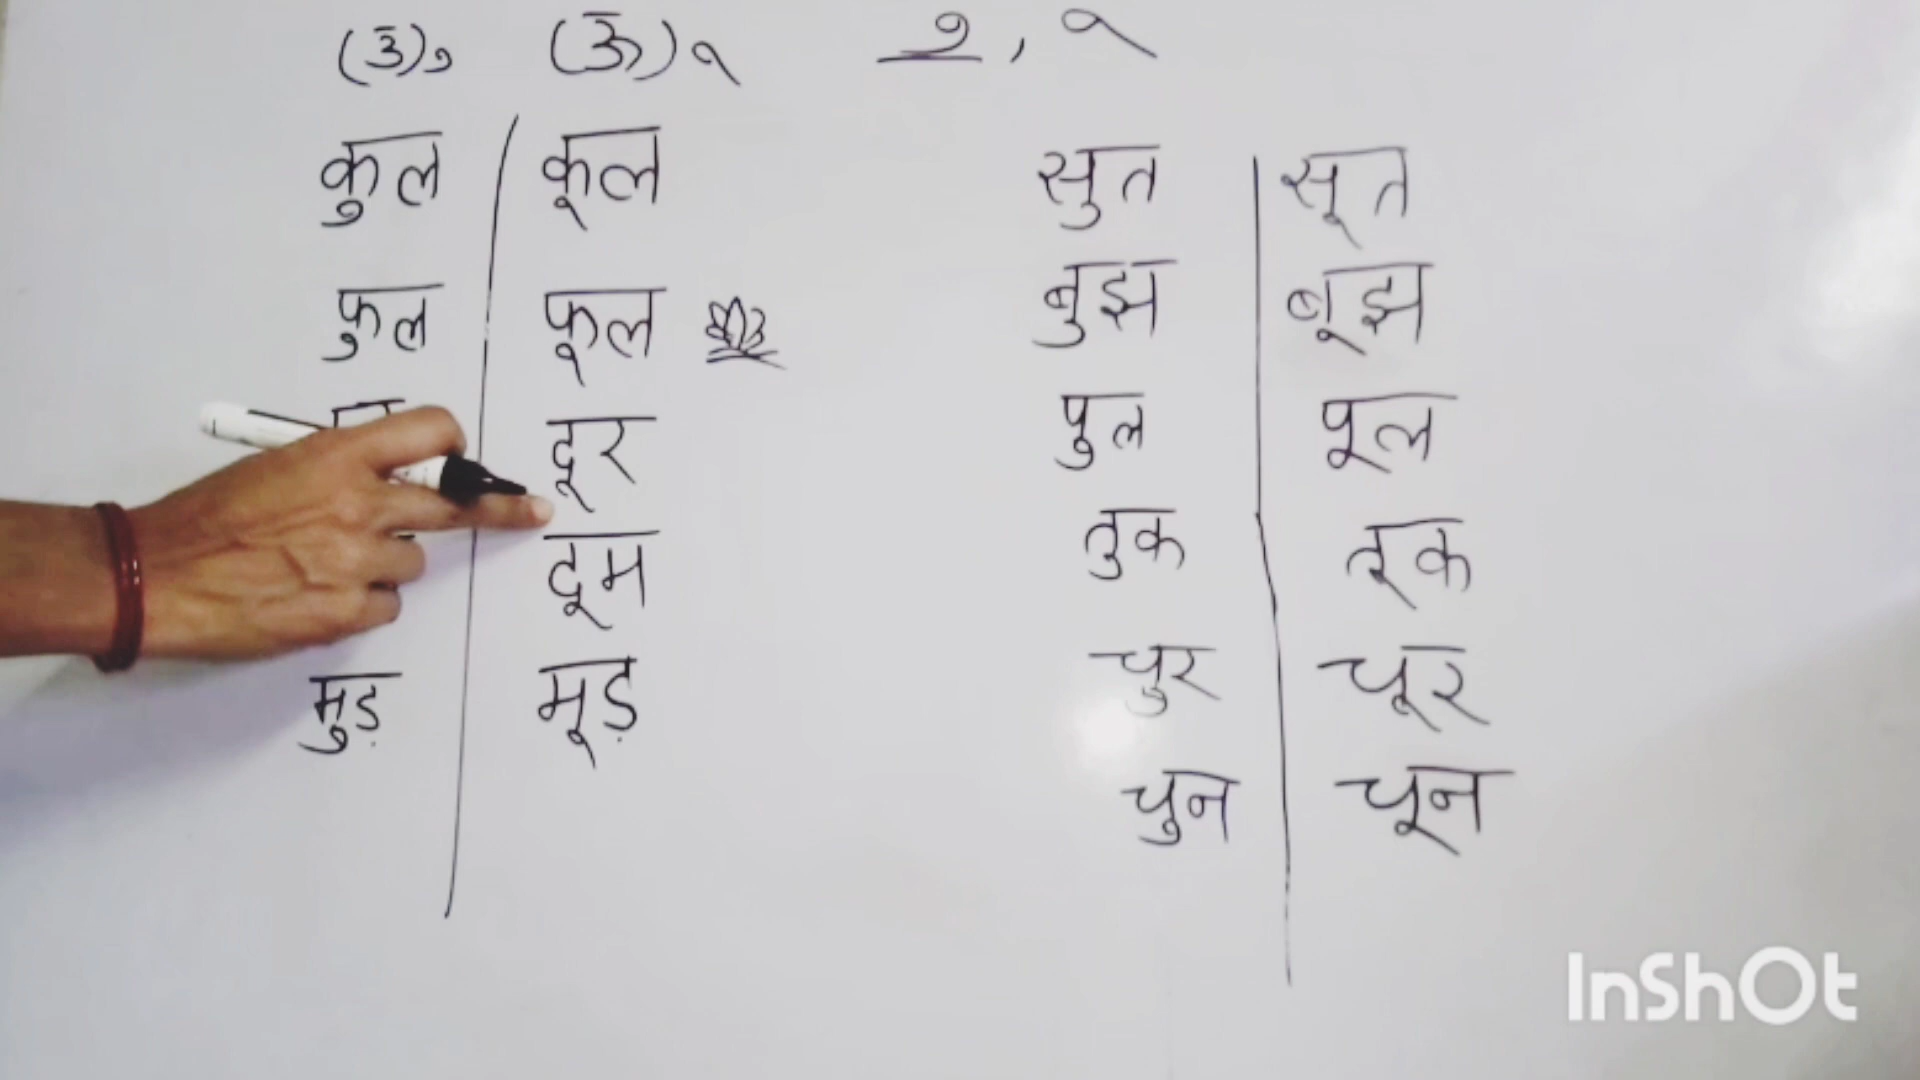 (उ) ु (ऊ) ू ु , ू
कुल कूल सुत सूत
फुल फूल बुझ बूझ
दूर पुल पूल
दूम तुक तूक
मुड़ मूड़ चुर चूर
चुन चून
InShOt